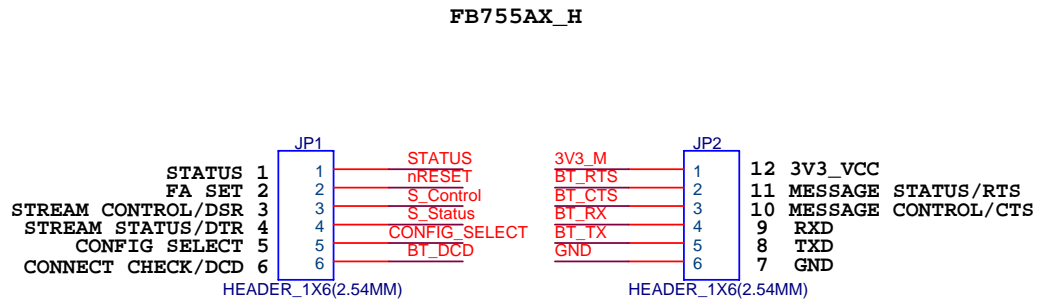 FB755AX_H
JP1
JP2
STATUS 1 1 STATUS 3V3_M 1 12 3V3_VCC
FA SET 2 2 nRESET BT_RTS 2 11 MESSAGE STATUS/RTS
STREAM CONTROL/DSR 3 3 S_Control BT_CTS 3 10 MESSAGE CONTROL/CTS
STREAM STATUS/DTR 4 4 S_Status BT_RX 4 9 RXD
CONFIG SELECT 5 5 CONFIG_SELECT BT_TX 5 8 TXD
CONNECT CHECK/DCD 6 6 BT_DCD GND 6 7 GND
HEADER_1X6(2.54MM)
HEADER_1X6(2.54MM)